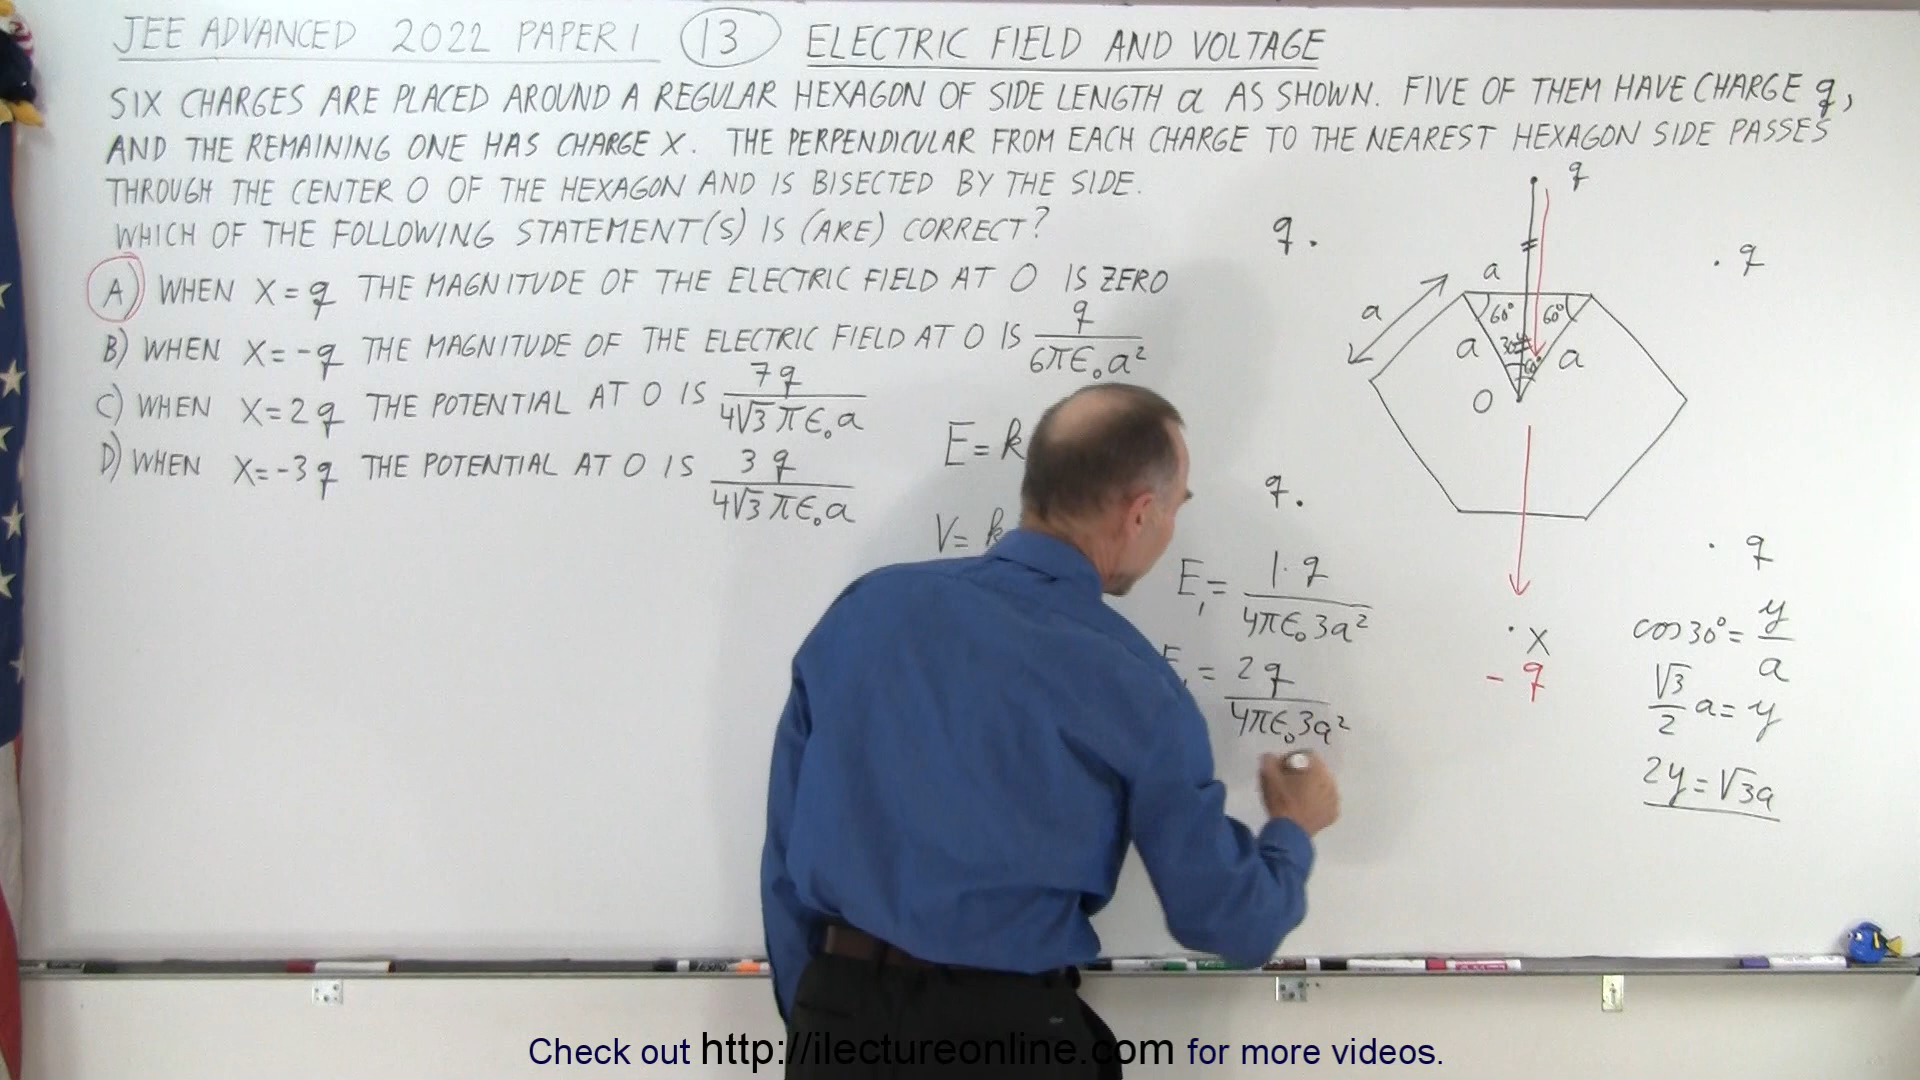 JEE ADVANCED 2022 PAPER 1 13 ELECTRIC FIELD AND VOLTAGE
SIX CHARGES ARE PLACED AROUND A REGULAR HEXAGON OF SIDE LENGTH a AS SHOWN. FIVE OF THEM HAVE CHARGE q,
AND THE REMAINING ONE HAS CHARGE X. THE PERPENDICULAR FROM EACH CHARGE TO THE NEAREST HEXAGON SIDE PASSES
THROUGH THE CENTER O OF THE HEXAGON AND IS BISECTED BY THE SIDE.
WHICH OF THE FOLLOWING STATEMENT(S) IS (ARE) CORRECT?
A) WHEN X = q THE MAGNITUDE OF THE ELECTRIC FIELD AT O IS ZERO
B) WHEN X = -q THE MAGNITUDE OF THE ELECTRIC FIELD AT O IS q / 6πϵ₀a²
C) WHEN X = 2q THE POTENTIAL AT O IS 7q / 4√3πϵ₀a
D) WHEN X = -3q THE POTENTIAL AT O IS 3q / 4√3πϵ₀a
q
q.
. q
a
a
60° 60°
a 30° 60° a
O
q.
. q
. X
- q
E = k
V = k
E₁ = 1·q / 4πϵ₀3a²
= 2q / 4πϵ₀3a²
cos 30° = y / a
√3 / 2 a = y
2y = √3a
Check out http://ilectureonline.com for more videos.